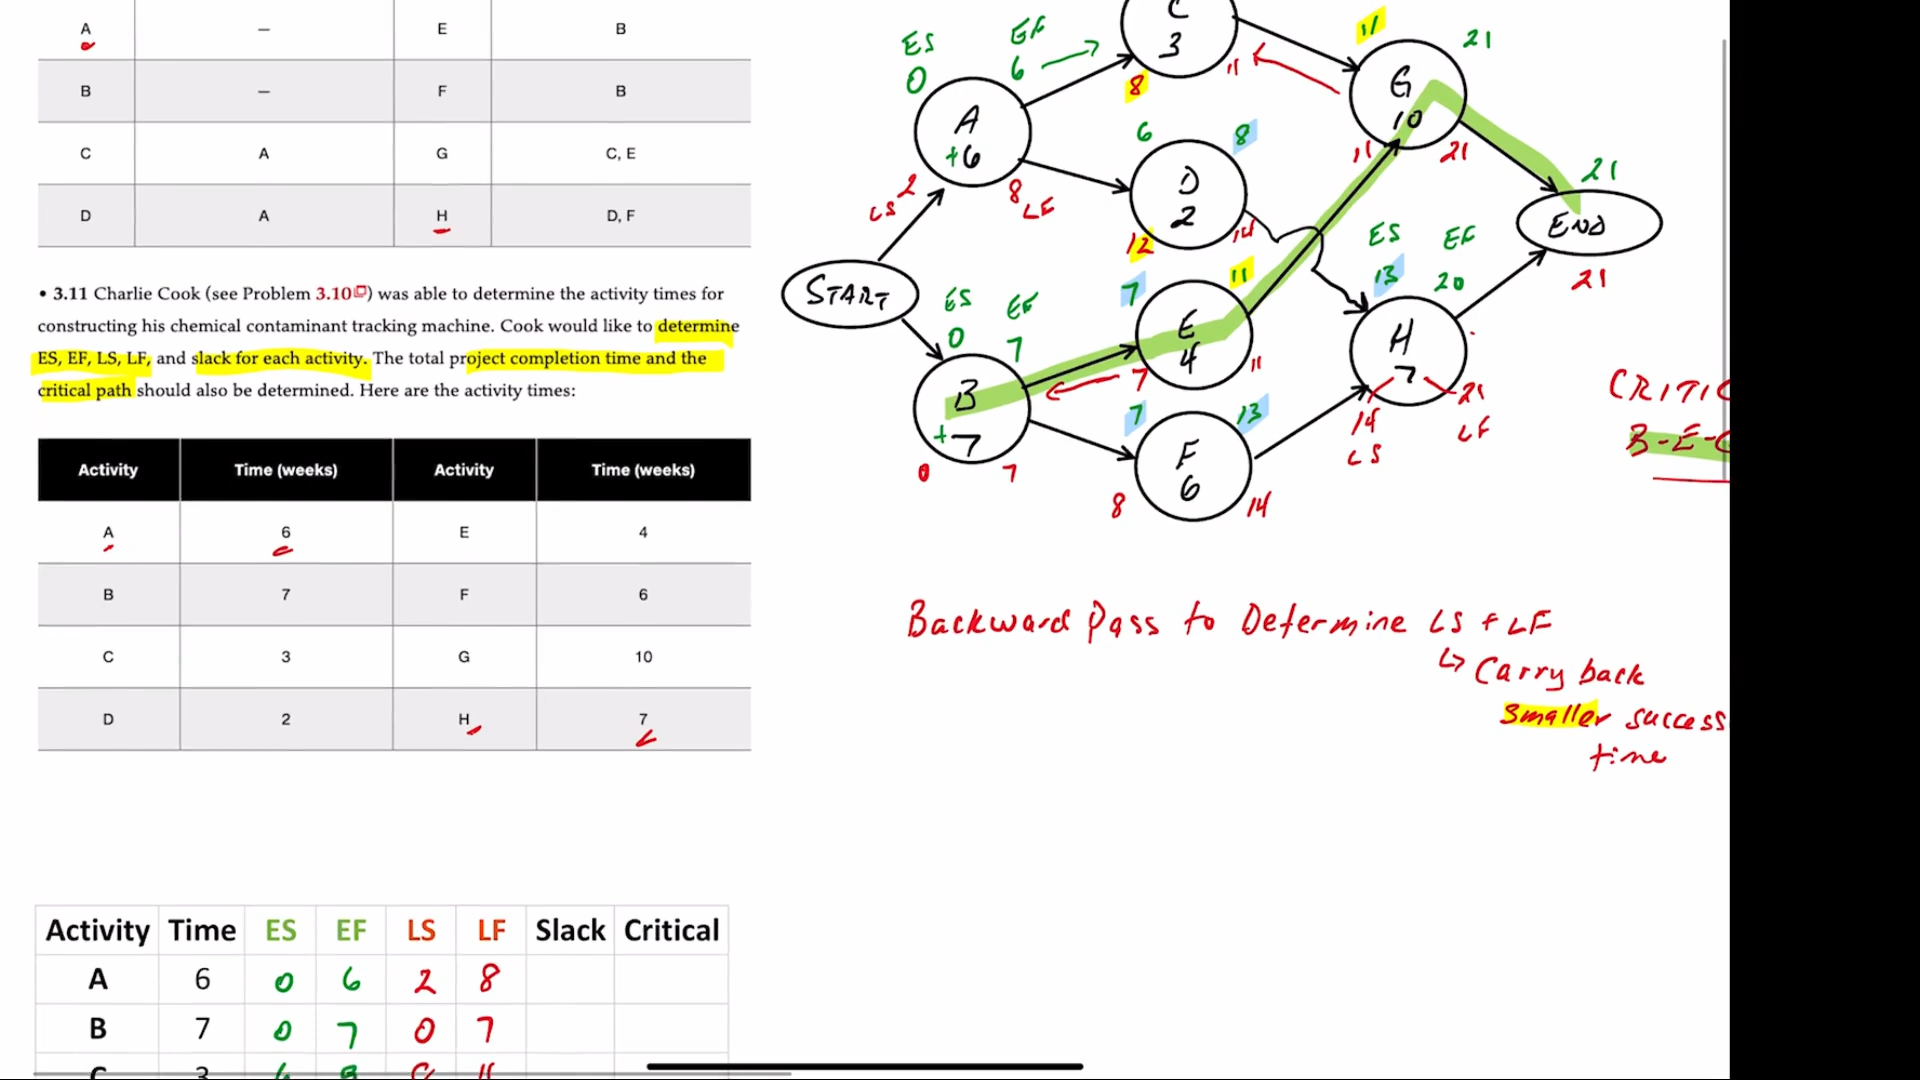 A — E B
B — F B
C A G C, E
D A H D, F
• 3.11 Charlie Cook (see Problem 3.10) was able to determine the activity times for
constructing his chemical contaminant tracking machine. Cook would like to determine
ES, EF, LS, LF, and slack for each activity. The total project completion time and the
critical path should also be determined. Here are the activity times:
Activity Time (weeks) Activity Time (weeks)
A 6 E 4
B 7 F 6
C 3 G 10
D 2 H 7
Activity Time ES EF LS LF Slack Critical
A 6 0 6 2 8
B 7 0 7 0 7
C 3
C
3
8 11
11 21
G
10
11 21
ES EF
0 6
A
+6
2 8
LS LF
6 8
D
2
12 14
START
ES EF
0 7
B
+7
0 7
7 11
E
4
7 11
7 13
F
6
8 14
ES EF
13 20
H
7
14 21
LS LF
21
END
21
CRITIC
B-E-G
Backward Pass to Determine LS + LF
↳ Carry back
smaller success
time